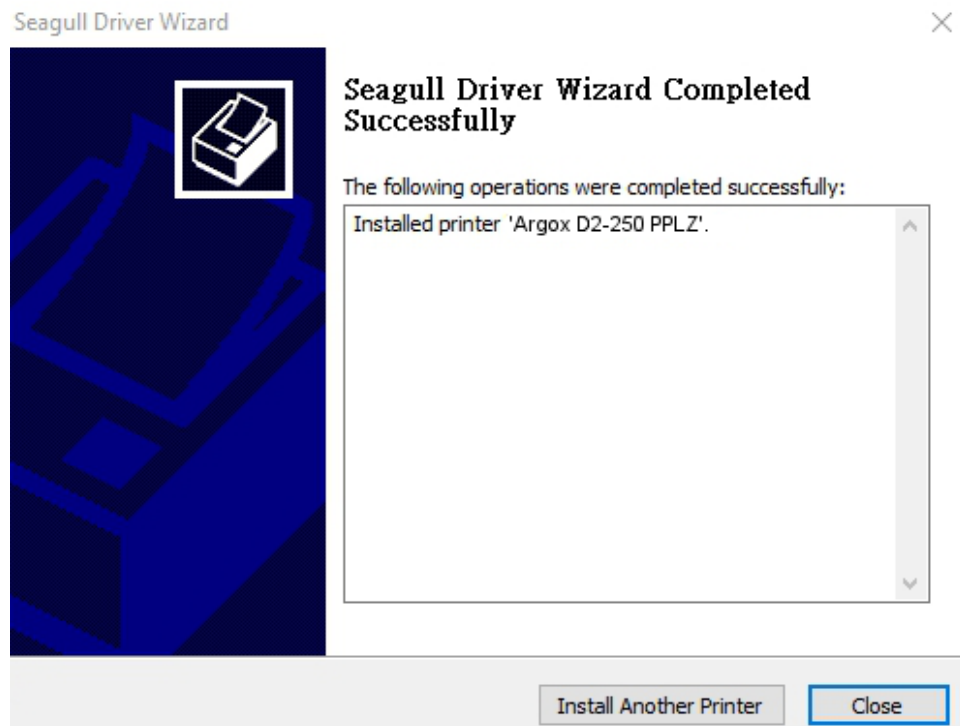 Seagull Driver Wizard
Seagull Driver Wizard Completed
Successfully
The following operations were completed successfully:
Installed printer 'Argox D2-250 PPLZ'.
Install Another Printer
Close